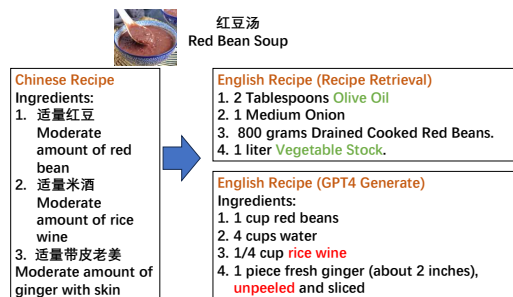 红豆汤
Red Bean Soup
Chinese Recipe
Ingredients:
1. 适量红豆
Moderate
amount of red
bean
2. 适量米酒
Moderate
amount of rice
wine
3. 适量带皮老姜
Moderate amount of
ginger with skin
English Recipe (Recipe Retrieval)
1. 2 Tablespoons Olive Oil
2. 1 Medium Onion
3. 800 grams Drained Cooked Red Beans.
4. 1 liter Vegetable Stock.
English Recipe (GPT4 Generate)
Ingredients:
1. 1 cup red beans
2. 4 cups water
3. 1/4 cup rice wine
4. 1 piece fresh ginger (about 2 inches),
unpeeled and sliced